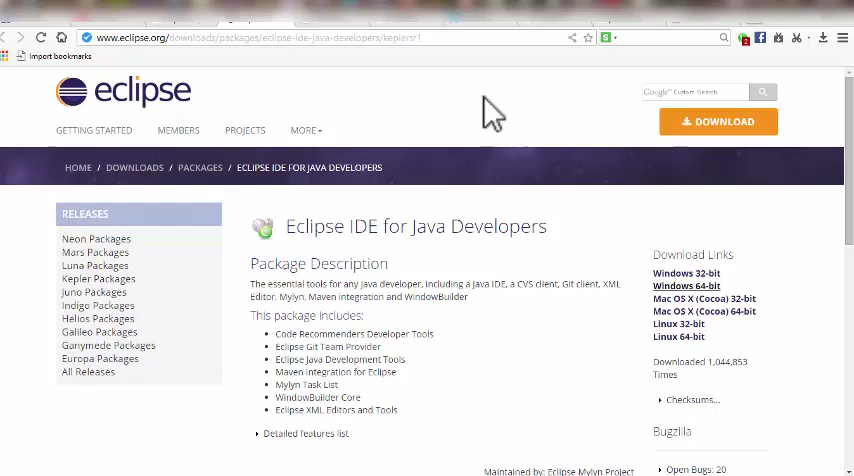 www.eclipse.org/downloads/packages/eclipse-ide-java-developers/keplersr1
S
2
Import bookmarks
eclipse
Google™ Custom Search
DOWNLOAD
GETTING STARTED MEMBERS PROJECTS MORE
HOME / DOWNLOADS / PACKAGES / ECLIPSE IDE FOR JAVA DEVELOPERS
RELEASES
Neon Packages
Mars Packages
Luna Packages
Kepler Packages
Juno Packages
Indigo Packages
Helios Packages
Galileo Packages
Ganymede Packages
Europa Packages
All Releases
Eclipse IDE for Java Developers
Package Description
The essential tools for any Java developer, including a Java IDE, a CVS client, Git client, XML
Editor, Mylyn, Maven integration and WindowBuilder
This package includes:
Code Recommenders Developer Tools
Eclipse Git Team Provider
Eclipse Java Development Tools
Maven Integration for Eclipse
Mylyn Task List
WindowBuilder Core
Eclipse XML Editors and Tools
Detailed features list
Maintained by: Eclipse Mylyn Project
Download Links
Windows 32-bit
Windows 64-bit
Mac OS X (Cocoa) 32-bit
Mac OS X (Cocoa) 64-bit
Linux 32-bit
Linux 64-bit
Downloaded 1,044,853
Times
Checksums...
Bugzilla
Open Bugs: 20